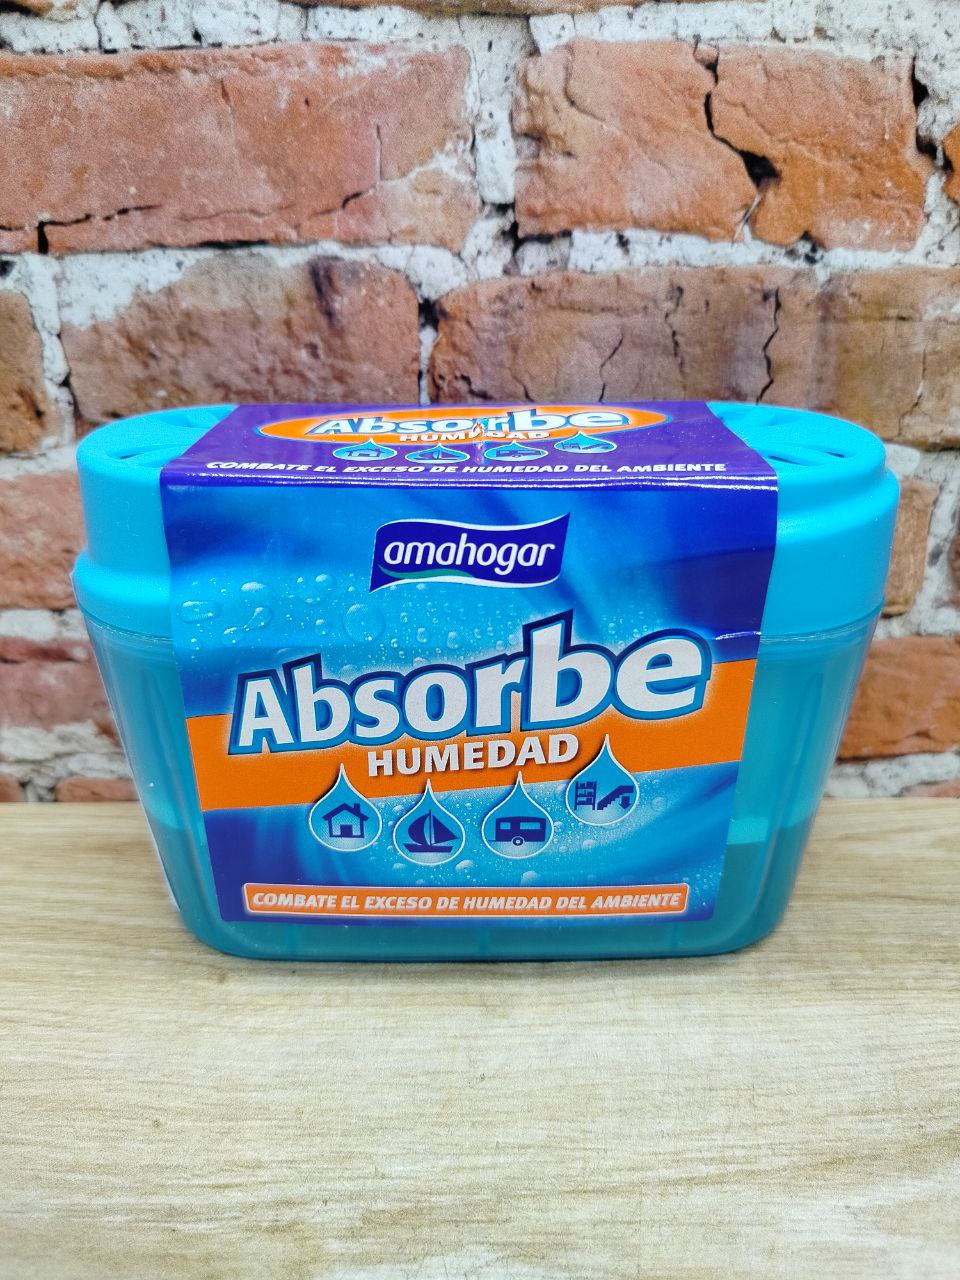 Absorbe
HUMEDAD
COMBATE EL EXCESO DE HUMEDAD DEL AMBIENTE
amahogar
Absorbe
HUMEDAD
COMBATE EL EXCESO DE HUMEDAD DEL AMBIENTE